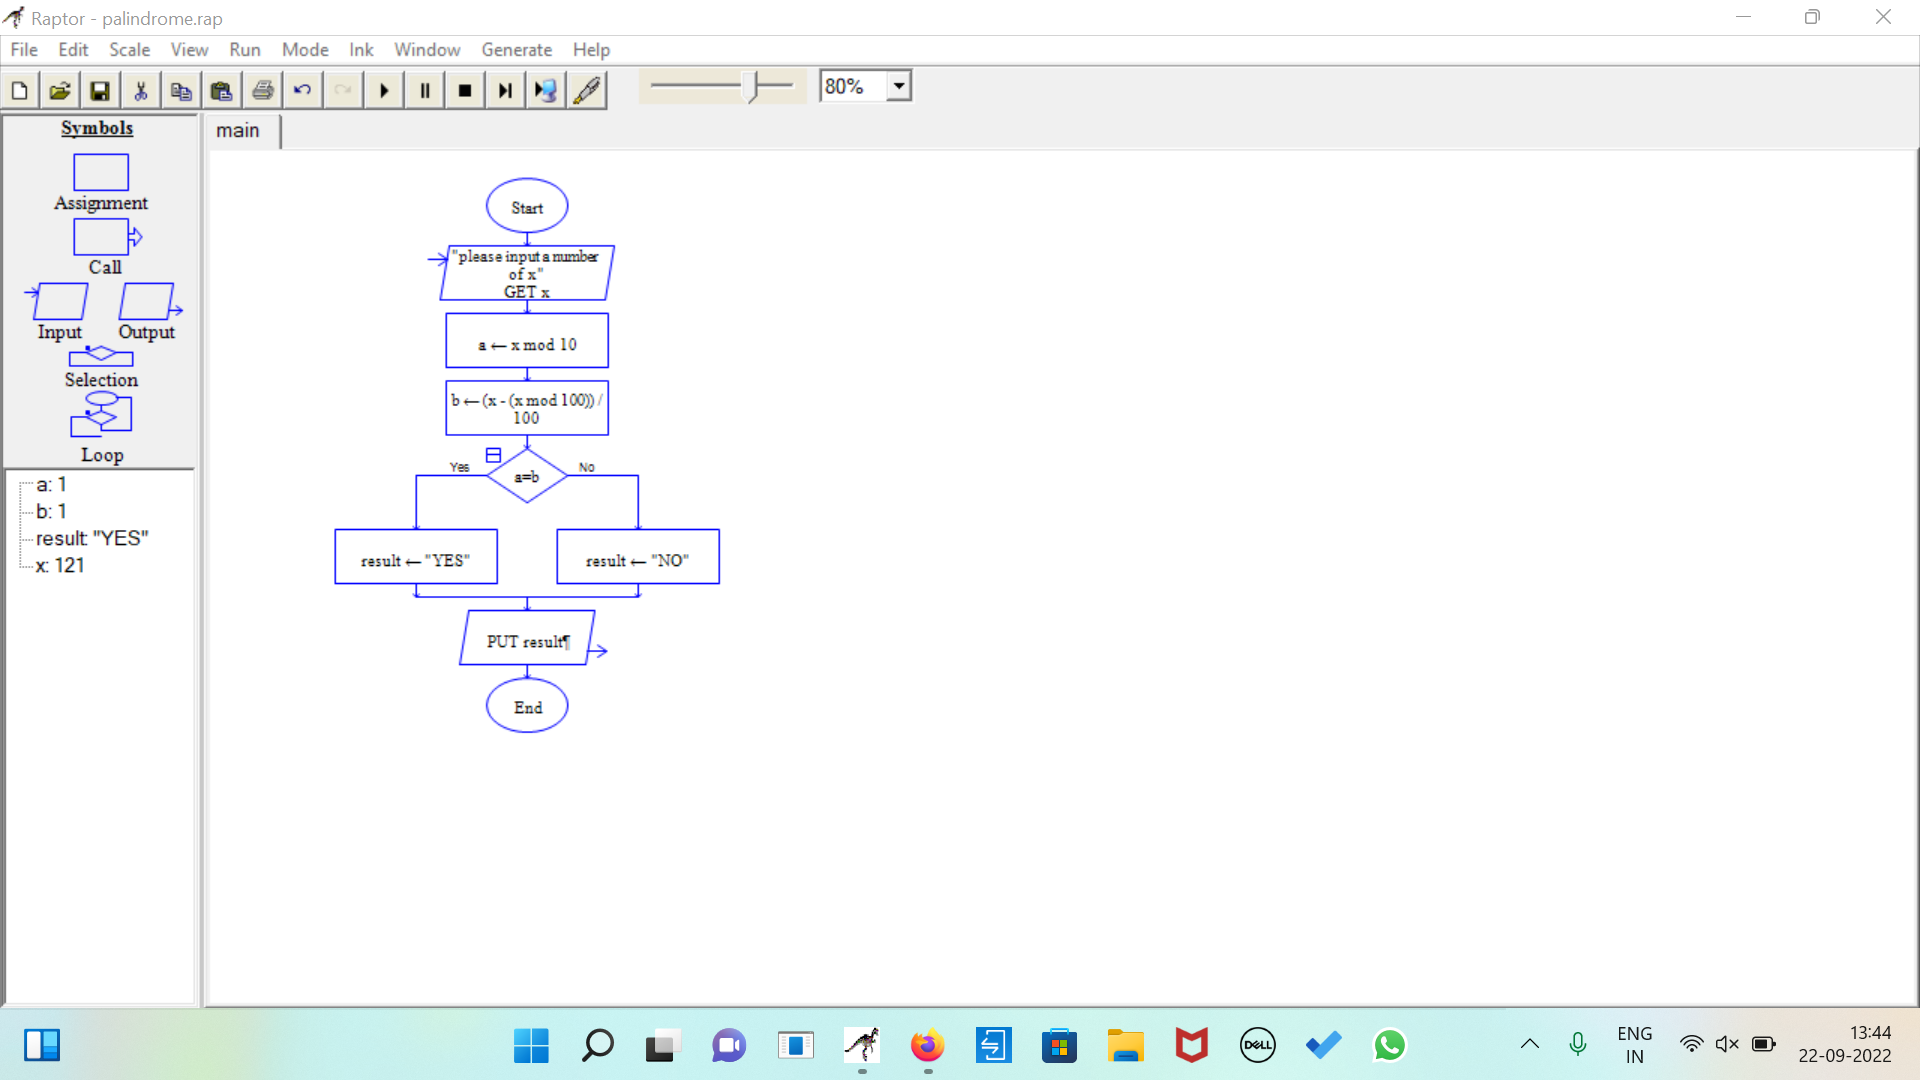 Raptor - palindrome.rap
File Edit Scale View Run Mode Ink Window Generate Help
80%
Symbols
Assignment
Call
Input Output
Selection
Loop
a: 1
b: 1
result: "YES"
x: 121
main
Start
"please input a number
of x"
GET x
a ← x mod 10
b ← (x - (x mod 100)) /
100
Yes a=b No
result ← "YES" result ← "NO"
PUT result¶
End
DELL
ENG
IN
13:44
22-09-2022